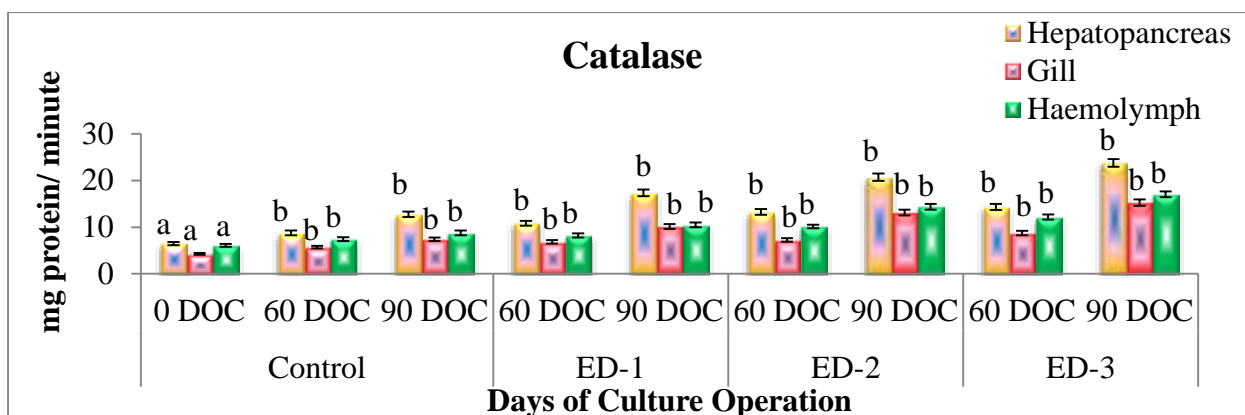 Catalase
Hepatopancreas
Gill
Haemolymph
mg protein/ minute
30
20
10
0
a a a
b b b
b b b
b b b
b b b
b b b
b b b
b b b
b b b
0 DOC 60 DOC 90 DOC 60 DOC 90 DOC 60 DOC 90 DOC 60 DOC 90 DOC
Control ED-1 ED-2 ED-3
Days of Culture Operation